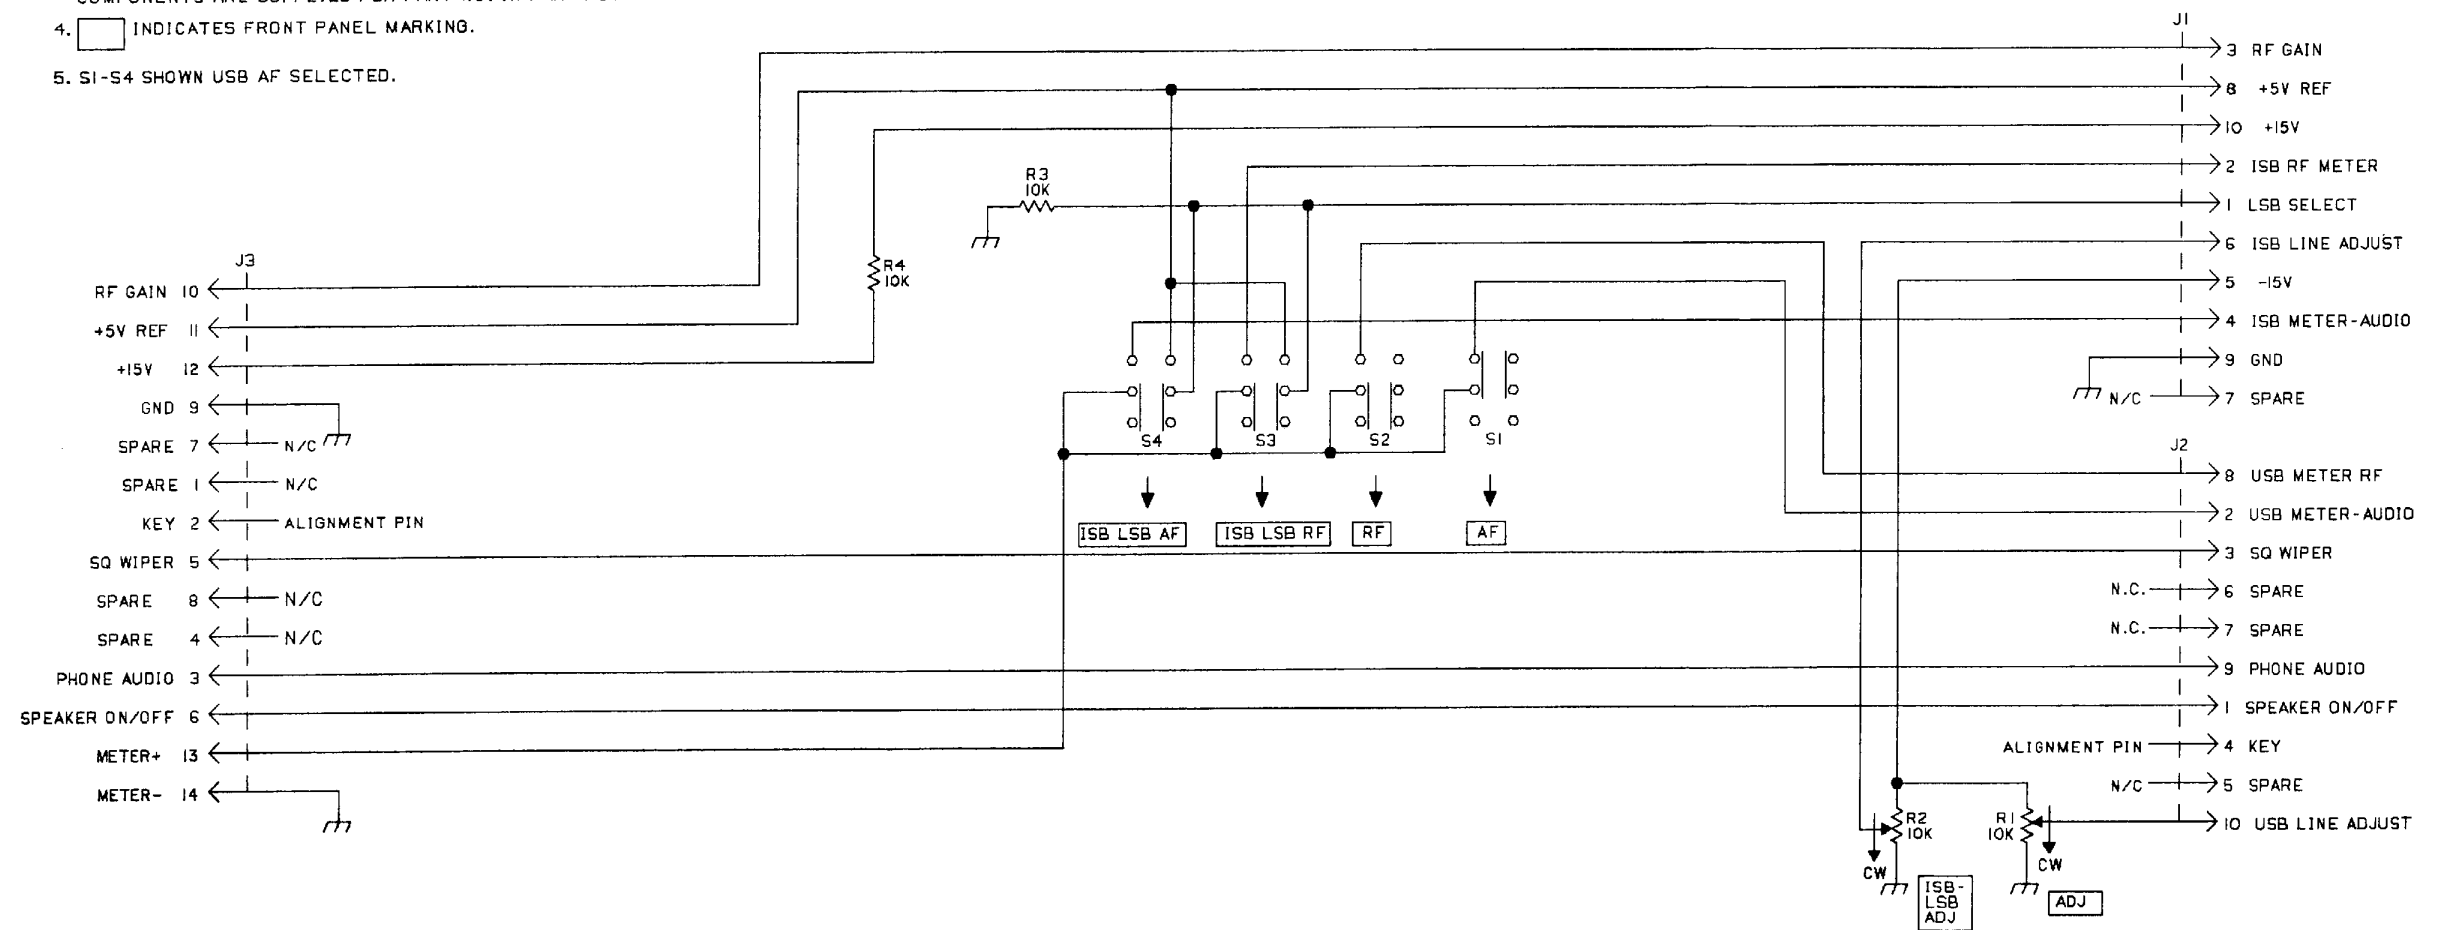 4. INDICATES FRONT PANEL MARKING.
5. S1-S4 SHOWN USB AF SELECTED.
J3
RF GAIN 10
+5V REF 11
+15V 12
GND 9
SPARE 7 N/C
SPARE 1 N/C
KEY 2 ALIGNMENT PIN
SQ WIPER 5
SPARE 8 N/C
SPARE 4 N/C
PHONE AUDIO 3
SPEAKER ON/OFF 6
METER+ 13
METER- 14
R4
10K
R3
10K
S4
S3
S2
S1
ISB LSB AF
ISB LSB RF
RF
AF
J1
3 RF GAIN
8 +5V REF
10 +15V
2 ISB RF METER
1 LSB SELECT
6 ISB LINE ADJUST
5 -15V
4 ISB METER-AUDIO
9 GND
N/C 7 SPARE
J2
8 USB METER RF
2 USB METER-AUDIO
3 SQ WIPER
N.C. 6 SPARE
N.C. 7 SPARE
9 PHONE AUDIO
1 SPEAKER ON/OFF
ALIGNMENT PIN 4 KEY
N/C 5 SPARE
10 USB LINE ADJUST
R2
10K
CW
ISB-
LSB
ADJ
R1
10K
CW
ADJ